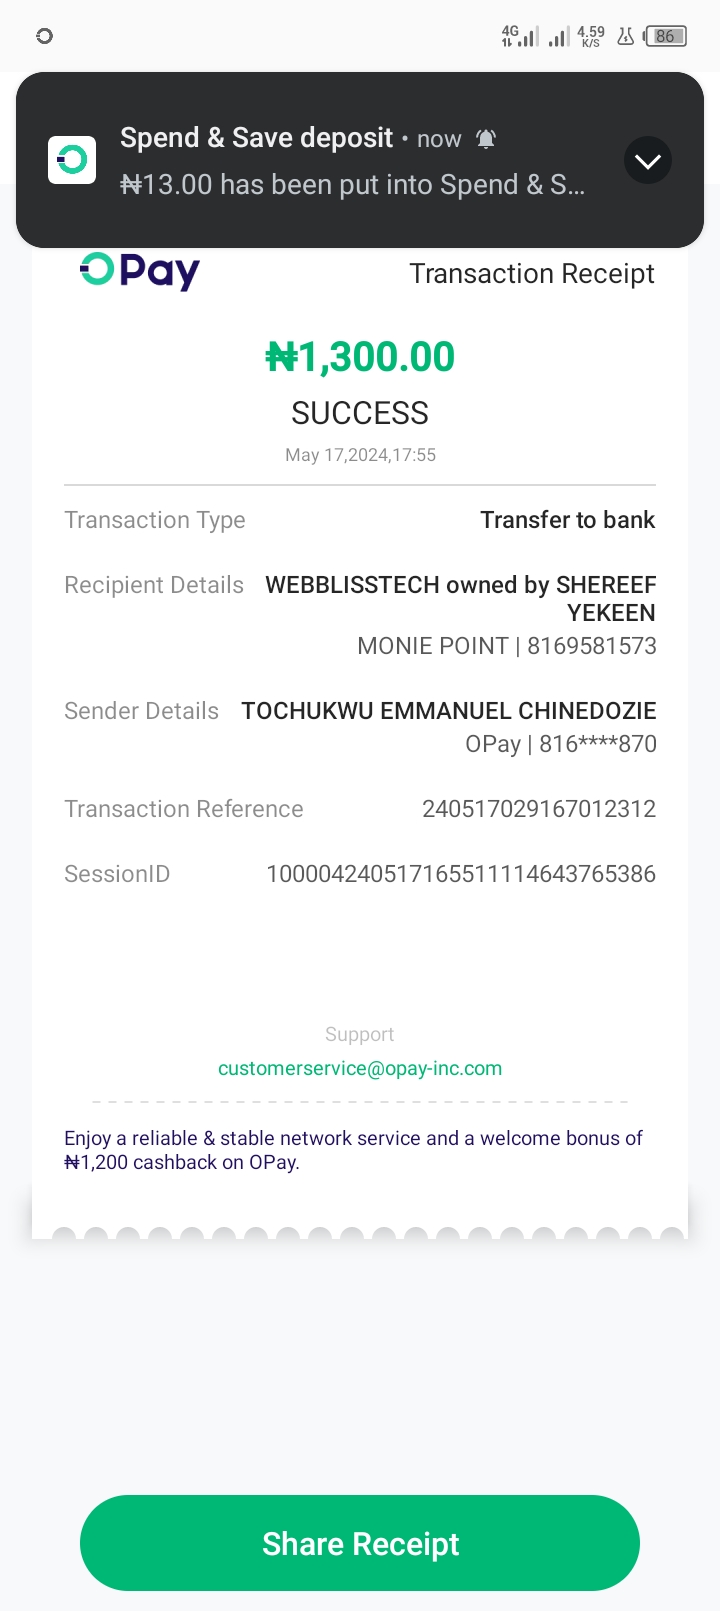 4G 4.59 K/S 86
Spend & Save deposit • now
₦13.00 has been put into Spend & S...
OPay Transaction Receipt
₦1,300.00
SUCCESS
May 17,2024,17:55
Transaction Type Transfer to bank
Recipient Details WEBBLISSTECH owned by SHEREEF
YEKEEN
MONIE POINT | 8169581573
Sender Details TOCHUKWU EMMANUEL CHINEDOZIE
OPay | 816****870
Transaction Reference 240517029167012312
SessionID 100004240517165511114643765386
Support
customerservice@opay-inc.com
Enjoy a reliable & stable network service and a welcome bonus of
₦1,200 cashback on OPay.
Share Receipt